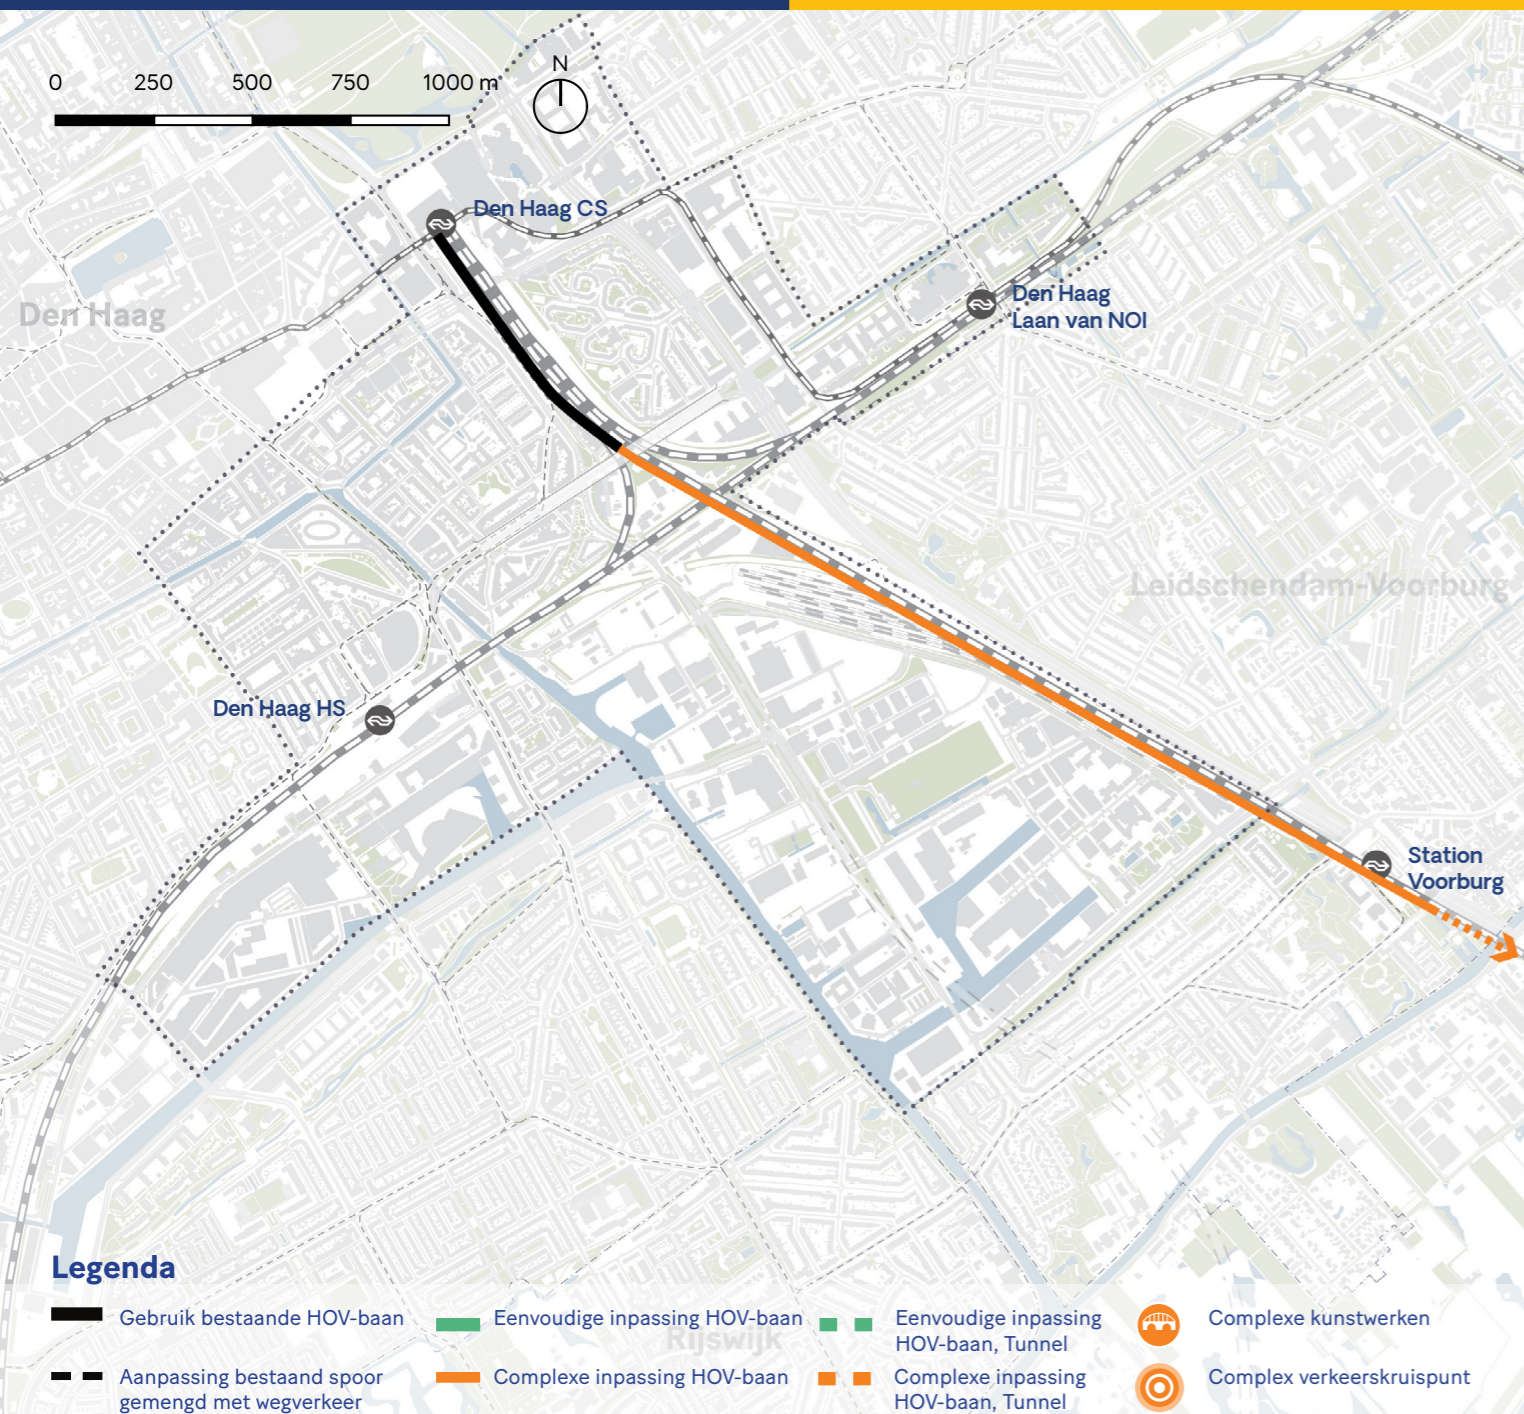 0 250 500 750 1000 m
N
Den Haag CS
Den Haag
Den Haag
Laan van NOI
Leidschendam-Voorburg
Den Haag HS
Station
Voorburg
Legenda
Gebruik bestaande HOV-baan
Eenvoudige inpassing HOV-baan
Eenvoudige inpassing
HOV-baan, Tunnel
Complexe kunstwerken
Rijswijk
Aanpassing bestaand spoor
gemengd met wegverkeer
Complexe inpassing HOV-baan
Complexe inpassing
HOV-baan, Tunnel
Complex verkeerskruispunt